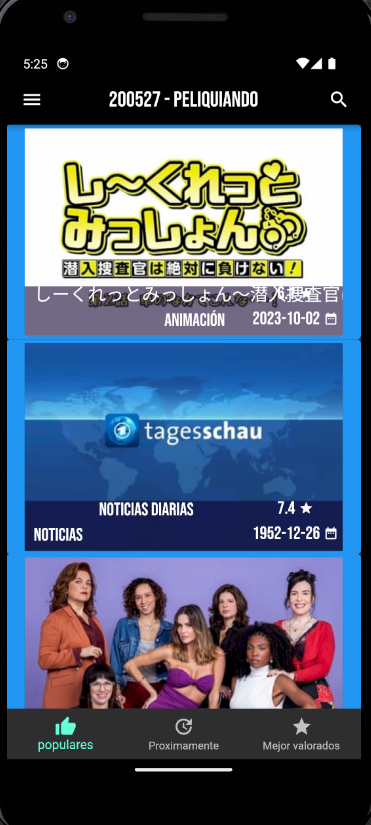 5:25
200527 - PELIQUIANDO
し〜くれっと
みっしょん
潜入捜査官は絶対に負けない!
しーくれっとみっしょん〜潜入捜査官は
ANIMACIÓN
2023-10-02
tagesschau
NOTICIAS DIARIAS
7.4
NOTICIAS
1952-12-26
populares
Proximamente
Mejor valorados